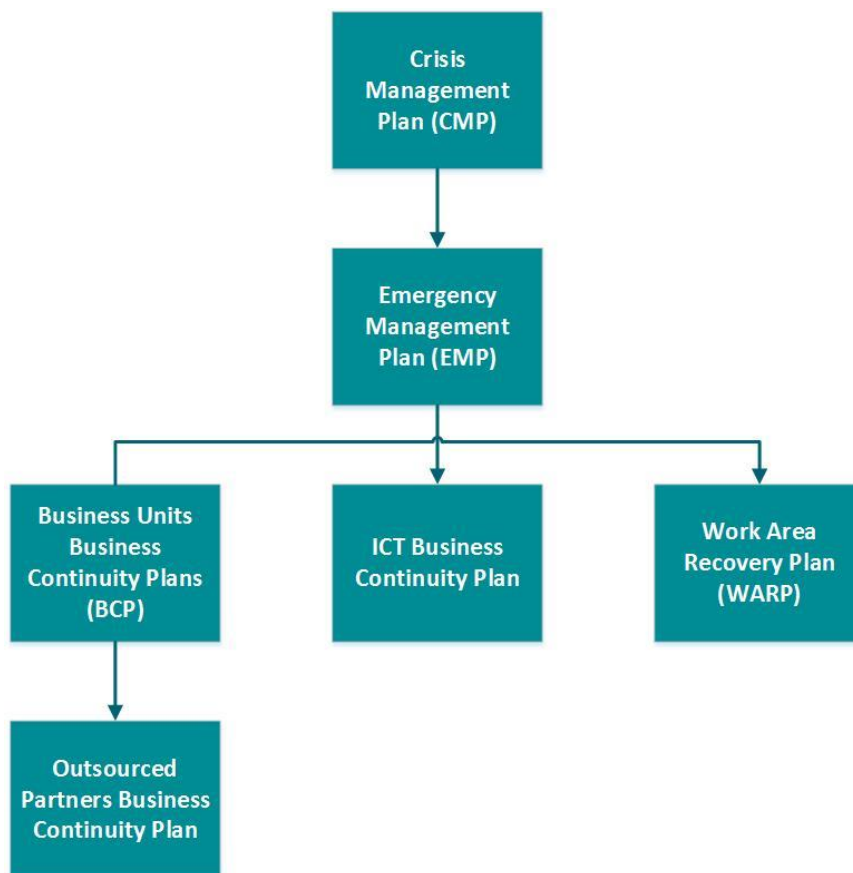 Crisis
Management
Plan (CMP)
Emergency
Management
Plan (EMP)
Business Units
Business
Continuity Plans
(BCP)
ICT Business
Continuity Plan
Work Area
Recovery Plan
(WARP)
Outsourced
Partners Business
Continuity Plan